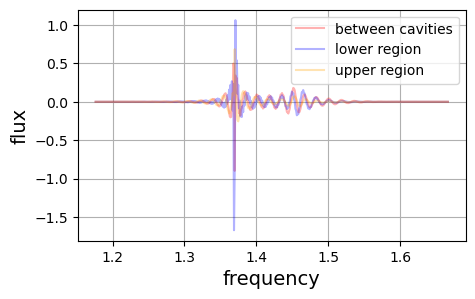 between cavities
lower region
upper region
flux
1.0
0.5
0.0
−0.5
−1.0
−1.5
1.2
1.3
1.4
1.5
1.6
frequency